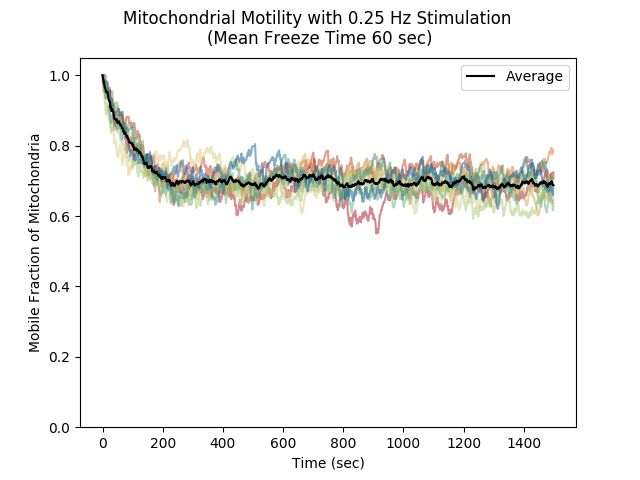 Mitochondrial Motility with 0.25 Hz Stimulation
(Mean Freeze Time 60 sec)
Average
Mobile Fraction of Mitochondria
1.0
0.8
0.6
0.4
0.2
0.0
0 200 400 600 800 1000 1200 1400
Time (sec)